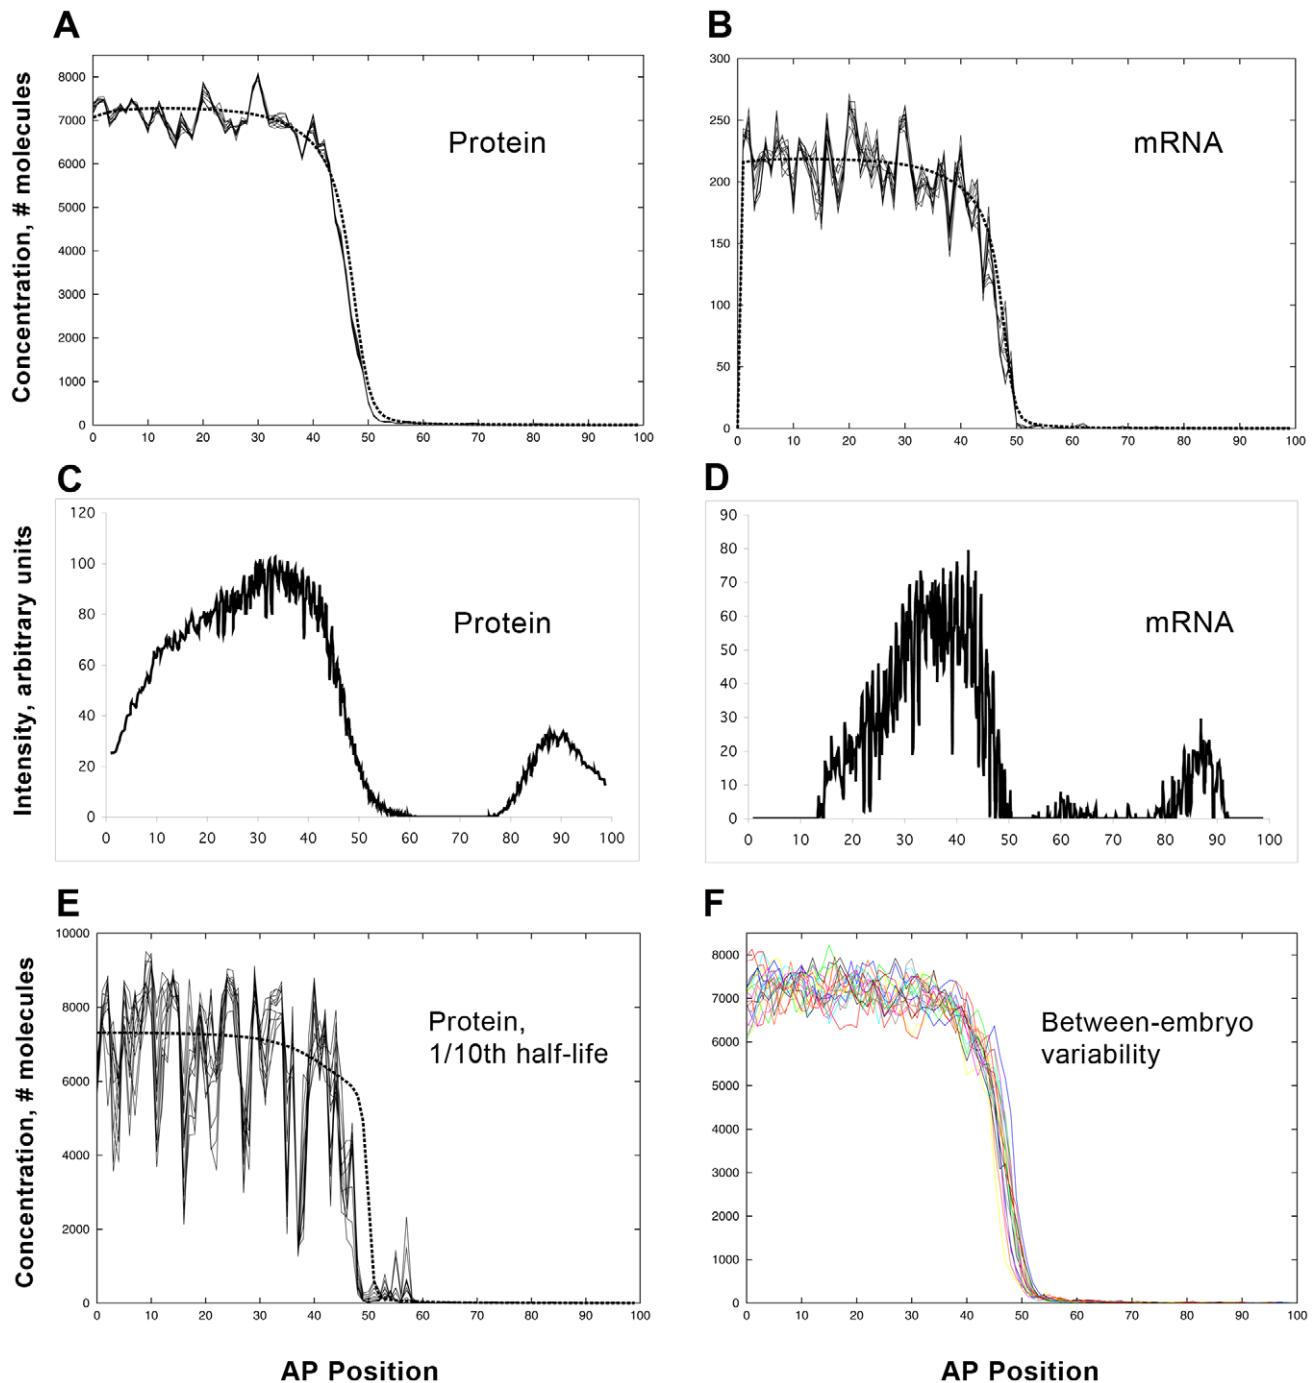 A
Concentration, # molecules
8000
7000
6000
5000
4000
3000
2000
1000
0
Protein
0 10 20 30 40 50 60 70 80 90 100
B
300
250
200
150
100
50
0
mRNA
0 10 20 30 40 50 60 70 80 90 100
C
Intensity, arbitrary units
120
100
80
60
40
20
0
Protein
0 10 20 30 40 50 60 70 80 90 100
D
90
80
70
60
50
40
30
20
10
0
mRNA
0 10 20 30 40 50 60 70 80 90 100
E
Concentration, # molecules
10000
8000
6000
4000
2000
0
Protein,
1/10th half-life
0 10 20 30 40 50 60 70 80 90 100
AP Position
F
8000
7000
6000
5000
4000
3000
2000
1000
0
Between-embryo
variability
0 10 20 30 40 50 60 70 80 90 100
AP Position